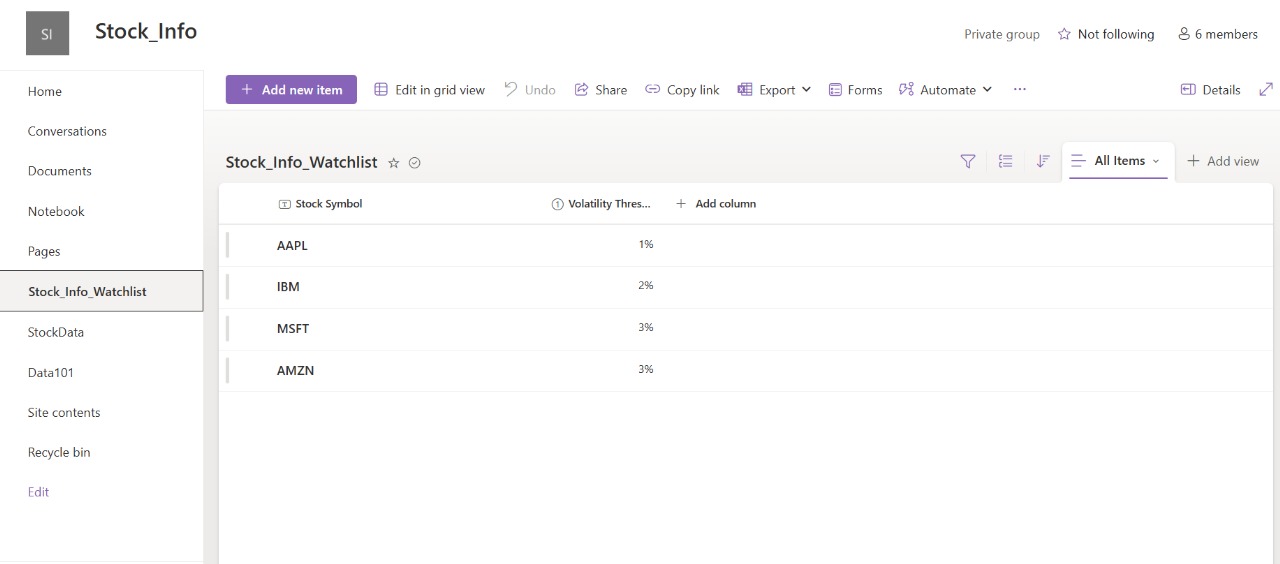 SI
Stock_Info
Private group
Not following
6 members
Home
Conversations
Documents
Notebook
Pages
Stock_Info_Watchlist
StockData
Data101
Site contents
Recycle bin
Edit
Add new item
Edit in grid view
Undo
Share
Copy link
Export
Forms
Automate
...
Details
Stock_Info_Watchlist
All Items
Add view
Stock Symbol
Volatility Thres...
Add column
AAPL 1%
IBM 2%
MSFT 3%
AMZN 3%